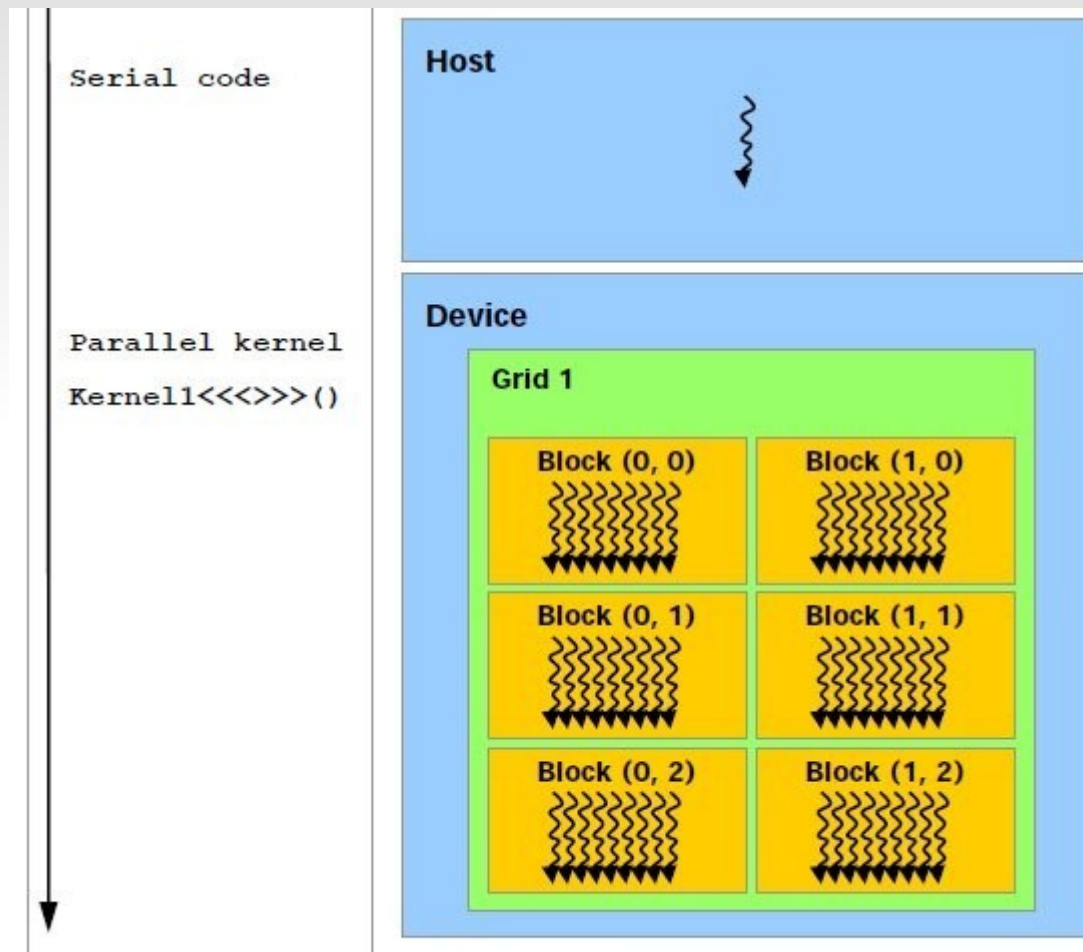 Serial code
Host
Device
Parallel kernel
Kernel1<<<>>>()
Grid 1
Block (0, 0)
Block (1, 0)
Block (0, 1)
Block (1, 1)
Block (0, 2)
Block (1, 2)